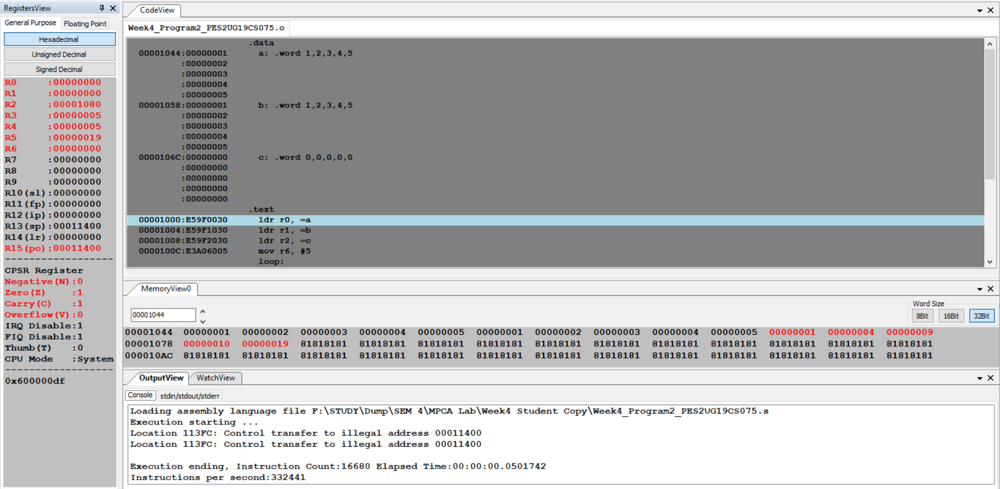 RegistersView
General Purpose
Floating Point
Hexadecimal
Unsigned Decimal
Signed Decimal
R0      :00000000
R1      :00000000
R2      :00001080
R3      :00000005
R4      :00000005
R5      :00000019
R6      :00000000
R7      :00000000
R8      :00000000
R9      :00000000
R10(sl):00000000
R11(fp):00000000
R12(ip):00000000
R13(sp):00011400
R14(lr):00000000
R15(pc):00011400
--------------------
CPSR Register
Negative(N):0
Zero(Z)    :1
Carry(C)   :1
Overflow(V):0
IRQ Disable:1
FIQ Disable:1
Thumb(T)   :0
CPU Mode   :System
--------------------
0x600000df
CodeView
Week4_Program2_PES2UG19CS075.o
.data
00001044:00000001      a: .word 1,2,3,4,5
:00000002
:00000003
:00000004
:00000005
00001058:00000001      b: .word 1,2,3,4,5
:00000002
:00000003
:00000004
:00000005
0000106C:00000000      c: .word 0,0,0,0,0
:00000000
:00000000
:00000000
:00000000
.text
00001000:E59F0030      ldr r0, =a
00001004:E59F1030      ldr r1, =b
00001008:E59F2030      ldr r2, =c
0000100C:E3A06005      mov r6, #5
loop:
MemoryView0
00001044
Word Size
8Bit 16Bit 32Bit
00001044 00000001 00000002 00000003 00000004 00000005 00000001 00000002 00000003 00000004 00000005 00000001 00000004 00000009
00001078 00000010 00000019 81818181 81818181 81818181 81818181 81818181 81818181 81818181 81818181 81818181 81818181 81818181
000010AC 81818181 81818181 81818181 81818181 81818181 81818181 81818181 81818181 81818181 81818181 81818181 81818181 81818181
OutputView WatchView
Console stdin/stdout/stderr
Loading assembly language file F:\STUDY\Dump\SEM 4\MPCA Lab\Week4 Student Copy\Week4_Program2_PES2UG19CS075.s
Execution starting ...
Location 113FC: Control transfer to illegal address 00011400
Location 113FC: Control transfer to illegal address 00011400
Execution ending, Instruction Count:16680 Elapsed Time:00:00:00.0501742
Instructions per second:332441